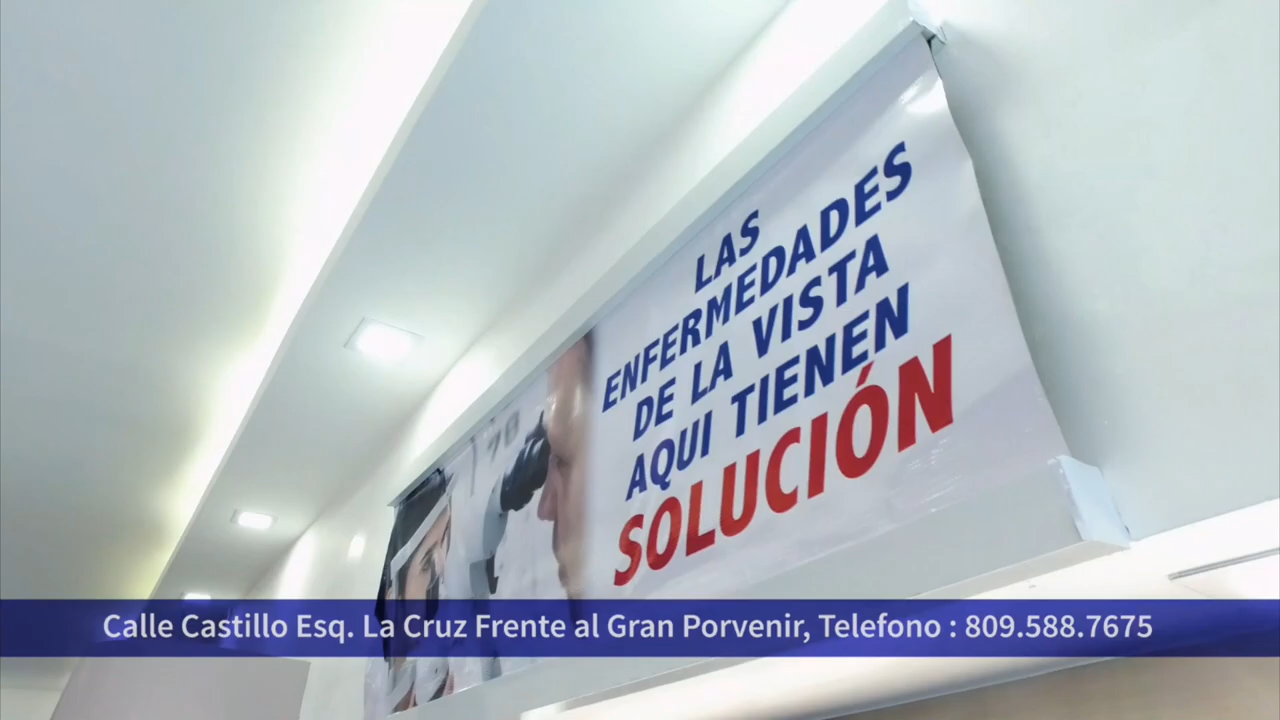 LAS
ENFERMEDADES
DE LA VISTA
AQUI TIENEN
SOLUCIÓN
Calle Castillo Esq. La Cruz Frente al Gran Porvenir, Telefono : 809.588.7675